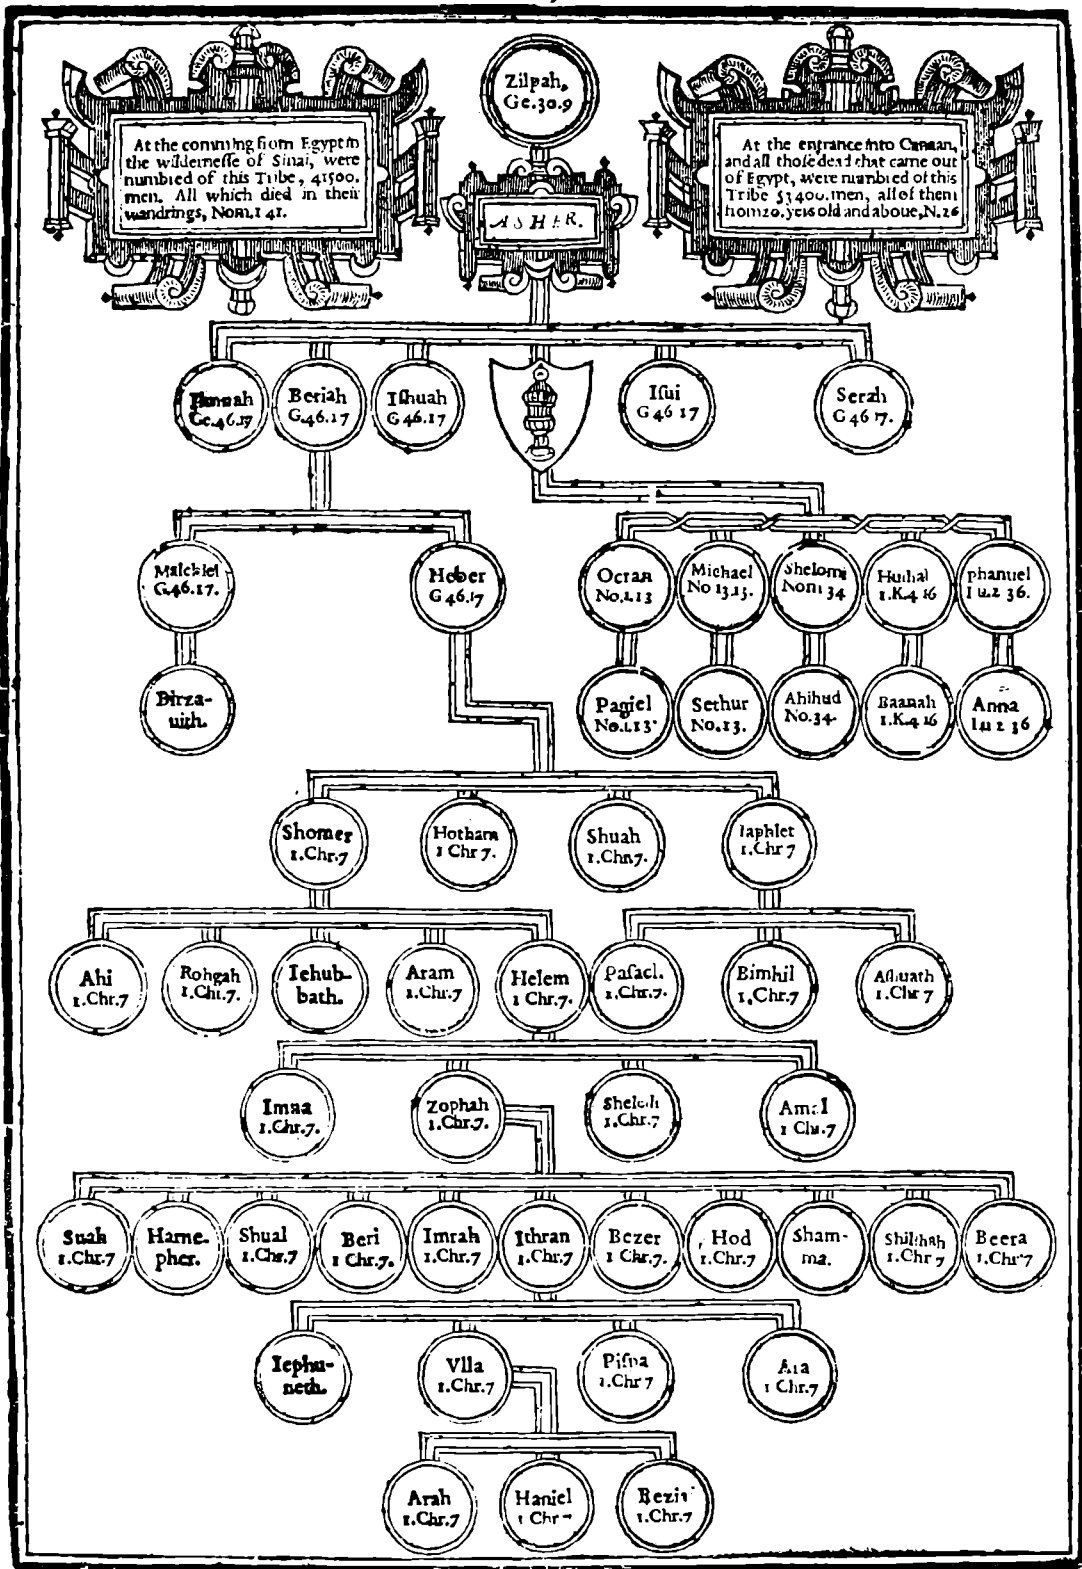 Zilpah,
Ge.30.9
At the comming from Egypt in
the wildernesse of Sinai, were
numbred of this Tribe, 41500.
men. All which died in their
wandrings, Nom.1 41.
ASHER.
At the entrance into Canaan,
and all those dead that came out
of Egypt, were numbred of this
Tribe 53400. men, all of them
from 20. yeis old and aboue, N.26
Ge.46.17
Beriah
G.46.17
Ishuah
G 46.17
Isui
G 46 17
Serah
G 46 17.
Malchiel
G.46.17.
Heber
G 46.17
Ocran
No.1.13
Michael
No 13.13.
Shelomi
Nom 34
1.K.4 16
phanuel
Lu.2 36.
Birza-
uith.
Pagiel
No.1.13
Sethur
No.13.
Ahihud
No.34.
Baanah
1.K.4 16
Anna
Lu 2 36
Shomer
1.Chr.7
Hotham
1 Chr 7.
Shuah
1.Chr.7.
Iaphlet
1.Chr 7
Ahi
1.Chr.7
Rohgah
1.Chr.7.
Iehub-
bath.
Aram
1.Chr.7
Helem
1 Chr.7.
Pasach.
1.Chr.7.
Bimhil
1.Chr.7
Ashuath
1.Chr 7
Imna
1.Chr.7.
Zophah
1.Chr.7.
Shelesh
1.Chr.7
Amal
1 Chr.7
Suah
1.Chr.7
Harne-
pher.
Shual
1.Chr.7
Beri
1 Chr.7.
Imrah
1.Chr.7
Ithran
1.Chr.7
Bezer
1 Chr.7.
Hod
1.Chr.7
Sham-
ma.
Shilshah
1.Chr 7
Beera
1.Chr 7
Iephu-
neth.
Vlla
1.Chr.7
Pispa
1.Chr 7
Ara
1 Chr.7
Arah
1.Chr.7
Haniel
1 Chr
Rezia
1.Chr.7